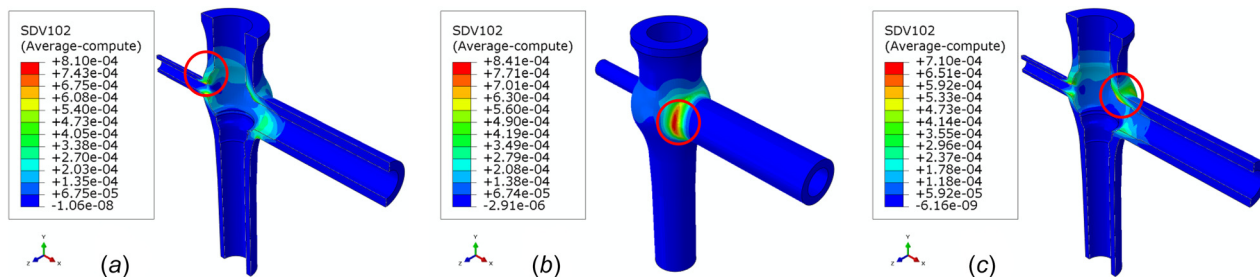 SDV102
(Average-compute)
+8.10e-04
+7.43e-04
+6.75e-04
+6.08e-04
+5.40e-04
+4.73e-04
+4.05e-04
+3.38e-04
+2.70e-04
+2.03e-04
+1.35e-04
+6.75e-05
-1.06e-08
Y
Z
X
(a)
SDV102
(Average-compute)
+8.41e-04
+7.71e-04
+7.01e-04
+6.30e-04
+5.60e-04
+4.90e-04
+4.19e-04
+3.49e-04
+2.79e-04
+2.08e-04
+1.38e-04
+6.74e-05
-2.91e-06
Y
Z
X
(b)
SDV102
(Average-compute)
+7.10e-04
+6.51e-04
+5.92e-04
+5.33e-04
+4.73e-04
+4.14e-04
+3.55e-04
+2.96e-04
+2.37e-04
+1.78e-04
+1.18e-04
+5.92e-05
-6.16e-09
Y
Z
X
(c)